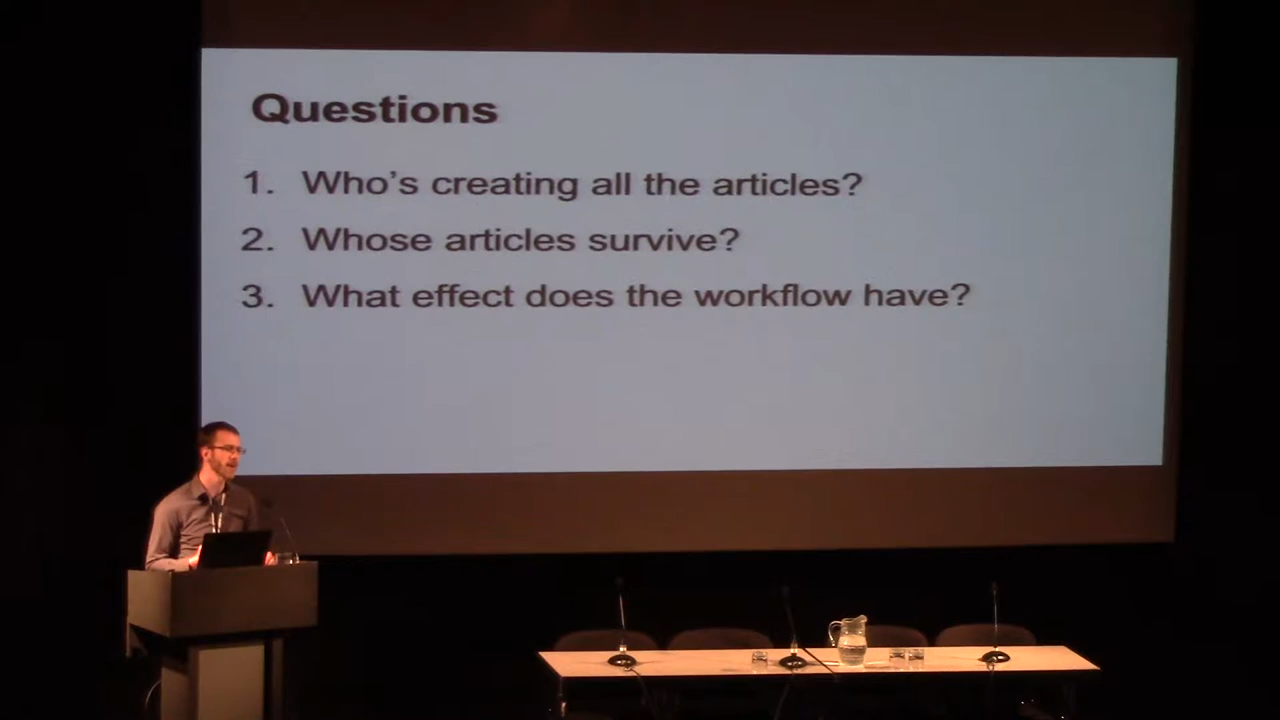 Questions
1. Who's creating all the articles?
2. Whose articles survive?
3. What effect does the workflow have?